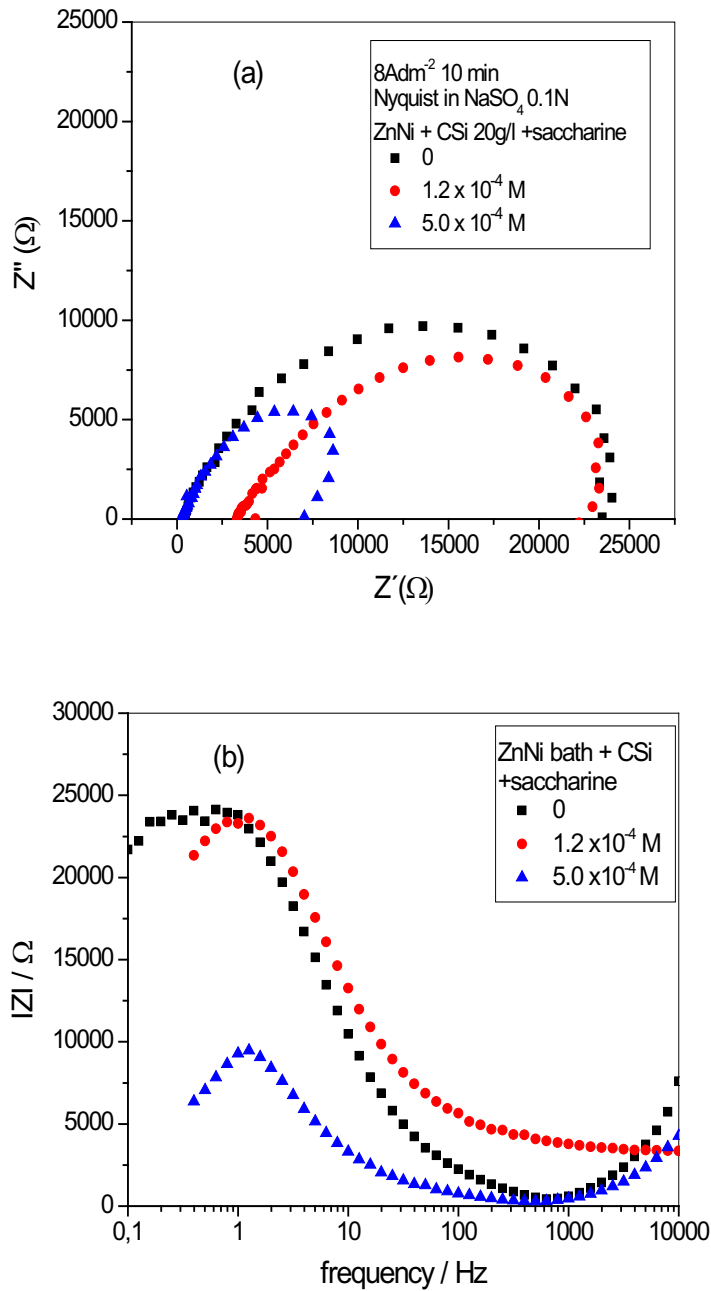 (a)
8Adm⁻² 10 min
Nyquist in NaSO₄ 0.1N
ZnNi + CSi 20g/l +saccharine
0
1.2 x 10⁻⁴ M
5.0 x 10⁻⁴ M
Z'' (Ω)
25000
20000
15000
10000
5000
0
0 5000 10000 15000 20000 25000
Z´(Ω)
(b)
ZnNi bath + CSi
+saccharine
0
1.2 x10⁻⁴ M
5.0 x10⁻⁴ M
IZI / Ω
30000
25000
20000
15000
10000
5000
0
0,1 1 10 100 1000 10000
frequency / Hz